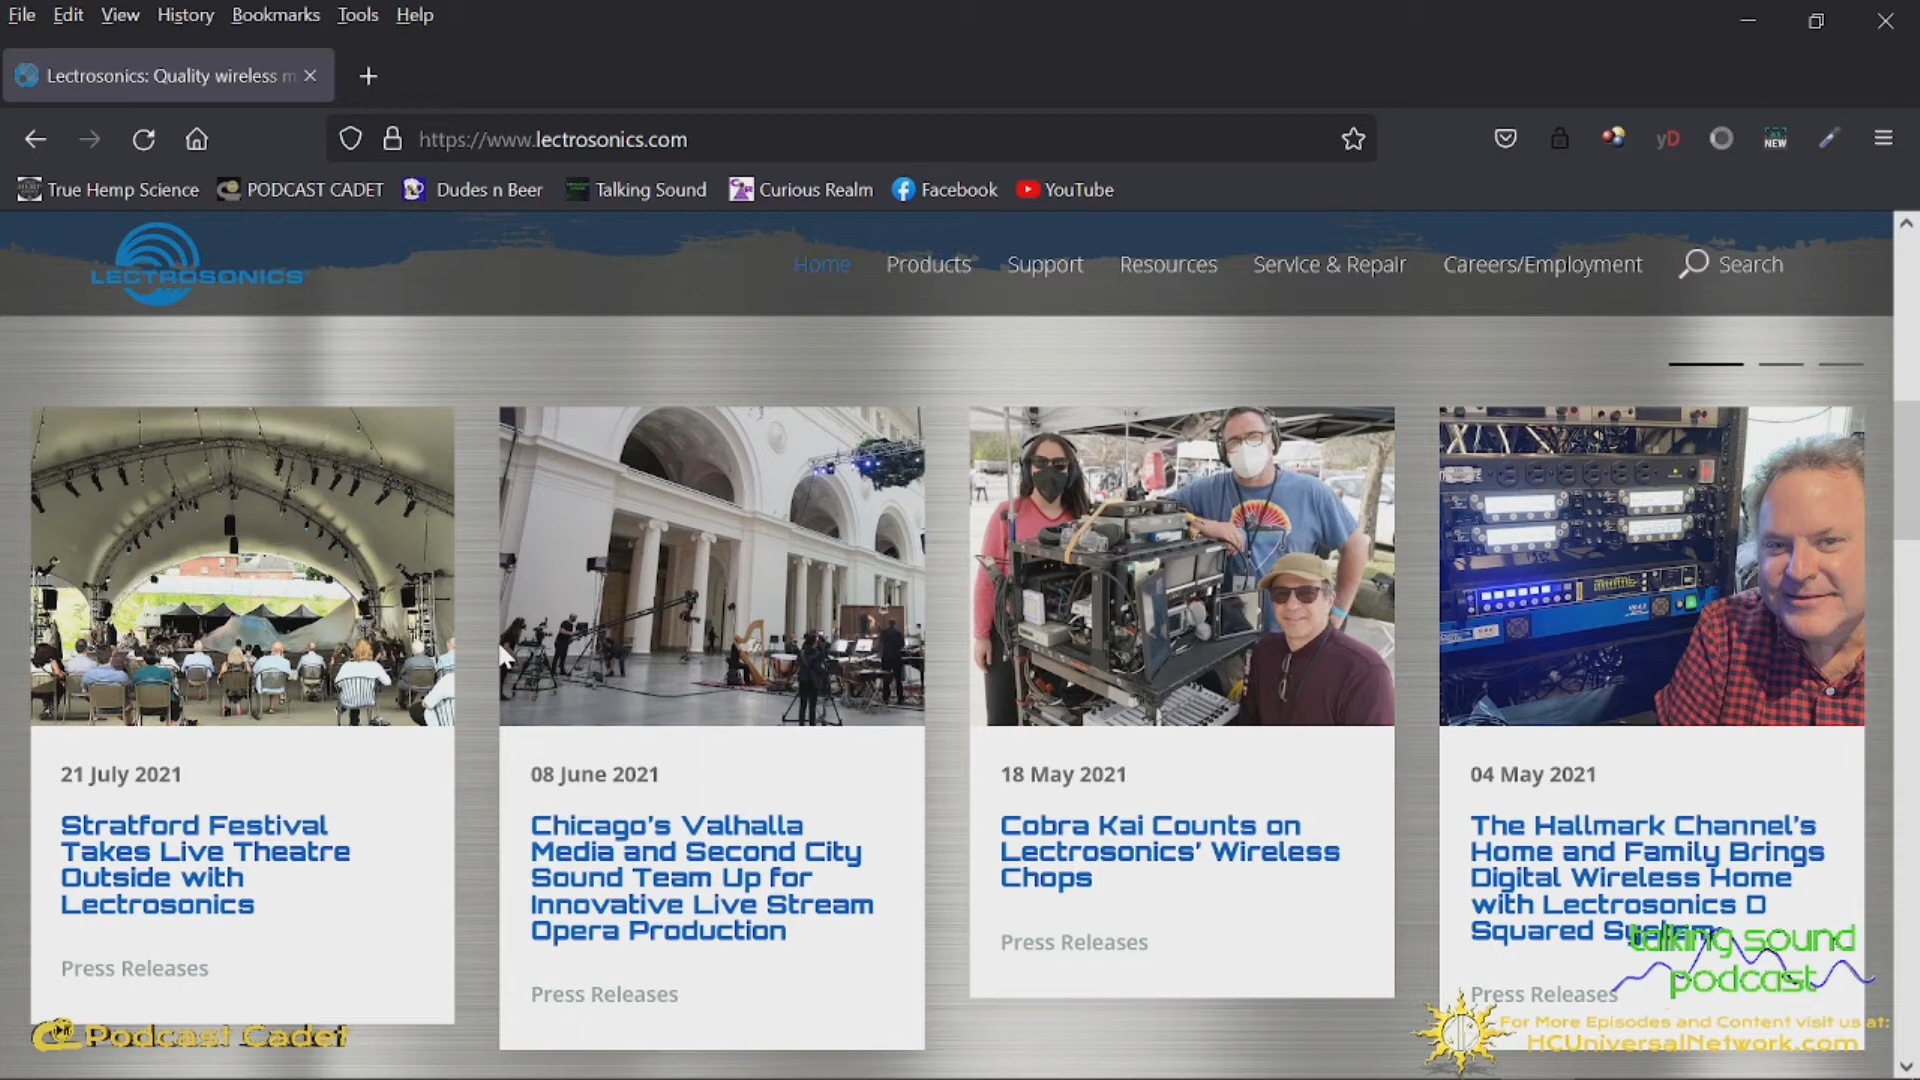 File Edit View History Bookmarks Tools Help
Lectrosonics: Quality wireless m
https://www.lectrosonics.com
yD
NEW
True Hemp Science PODCAST CADET Dudes n Beer Talking Sound Curious Realm Facebook YouTube
LECTROSONICS
Home Products Support Resources Service & Repair Careers/Employment Search
21 July 2021
Stratford Festival
Takes Live Theatre
Outside with
Lectrosonics
Press Releases
08 June 2021
Chicago's Valhalla
Media and Second City
Sound Team Up for
Innovative Live Stream
Opera Production
Press Releases
18 May 2021
Cobra Kai Counts on
Lectrosonics' Wireless
Chops
Press Releases
04 May 2021
The Hallmark Channel's
Home and Family Brings
Digital Wireless Home
with Lectrosonics D
Squared System
Press Releases
talking sound
podcast
Podcast Cadet
For More Episodes and Content visit us at:
HCUniversalNetwork.com